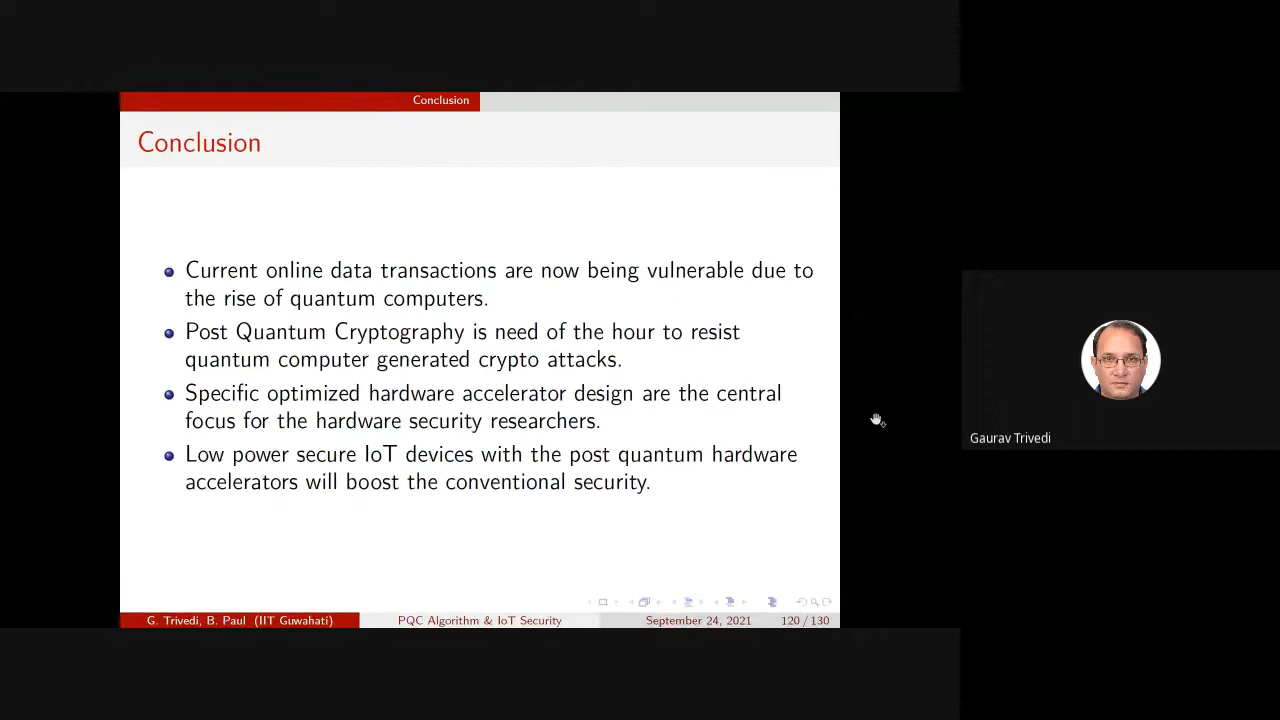 Conclusion
Conclusion
Current online data transactions are now being vulnerable due to
the rise of quantum computers.
Post Quantum Cryptography is need of the hour to resist
quantum computer generated crypto attacks.
Specific optimized hardware accelerator design are the central
focus for the hardware security researchers.
Low power secure IoT devices with the post quantum hardware
accelerators will boost the conventional security.
G. Trivedi, B. Paul (IIT Guwahati) PQC Algorithm & IoT Security September 24, 2021 120 / 130
Gaurav Trivedi